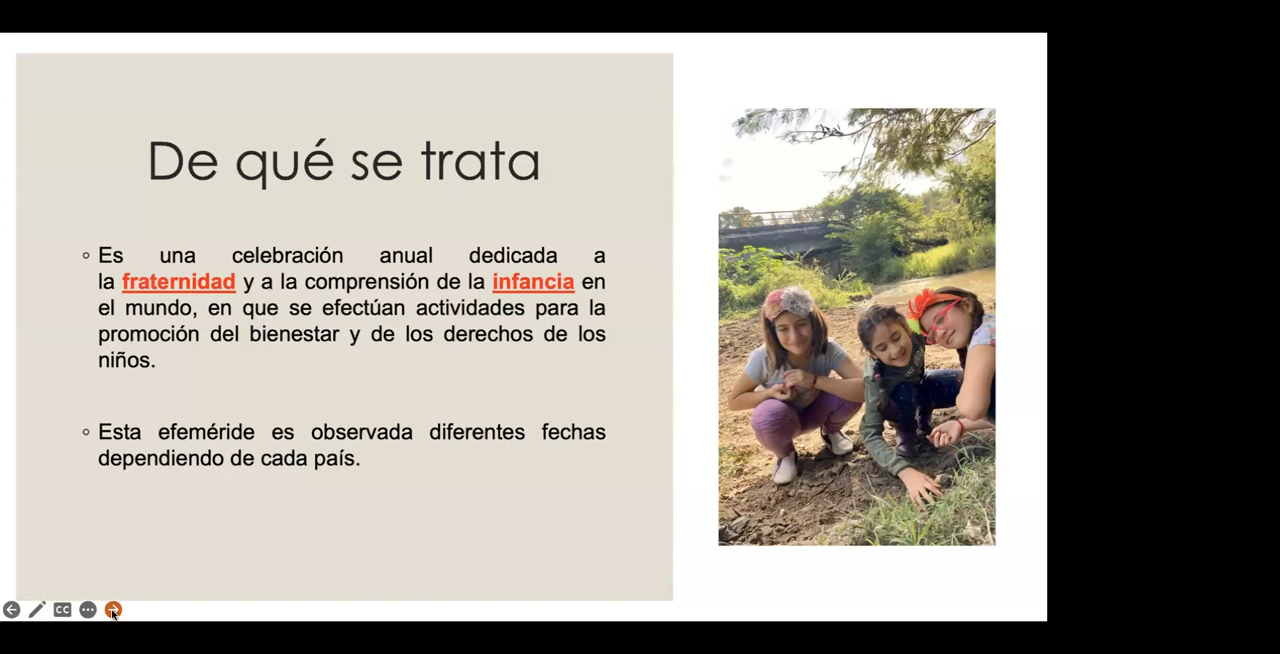 De qué se trata
Es una celebración anual dedicada a
la fraternidad y a la comprensión de la infancia en
el mundo, en que se efectúan actividades para la
promoción del bienestar y de los derechos de los
niños.
Esta efeméride es observada diferentes fechas
dependiendo de cada país.
CC